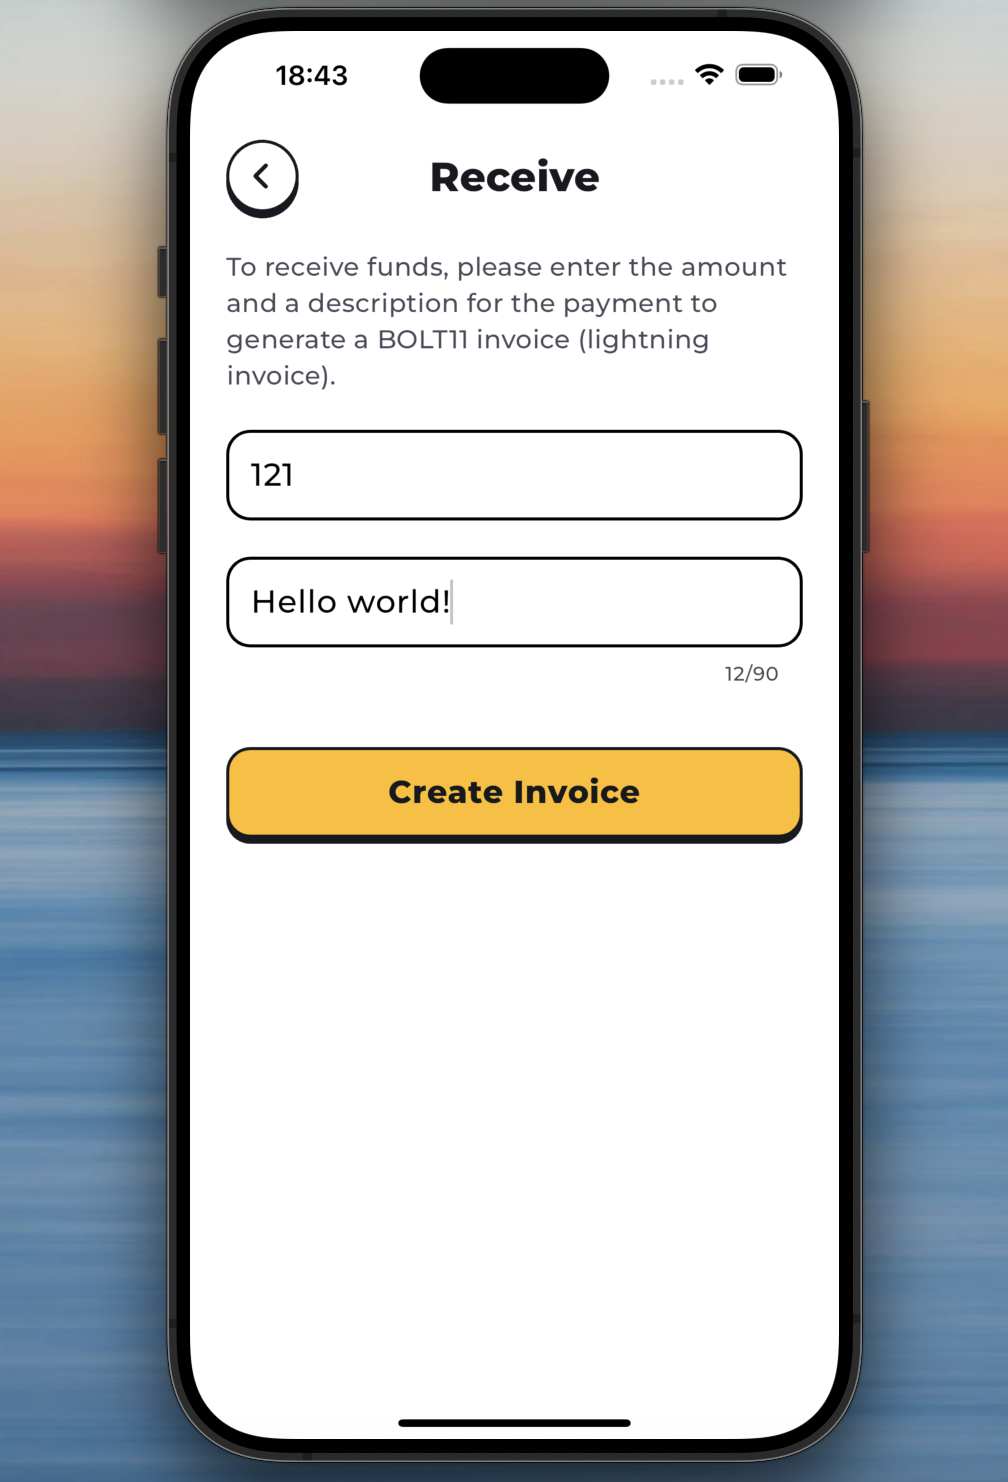 18:43
Receive
To receive funds, please enter the amount
and a description for the payment to
generate a BOLT11 invoice (lightning
invoice).
121
Hello world!
12/90
Create Invoice